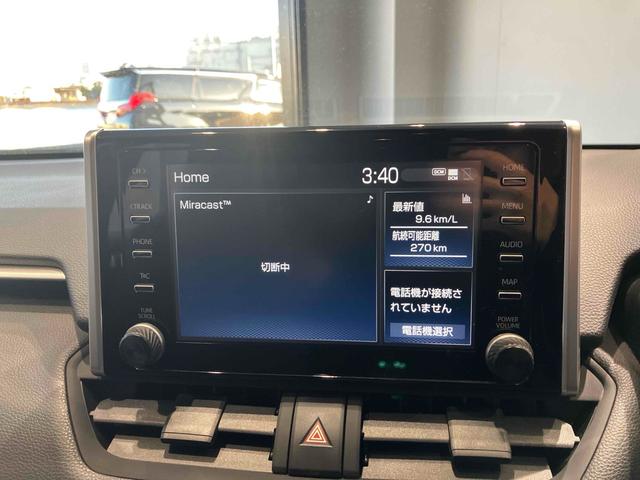 CH >
< TRACK
PHONE
T<C
TUNE
SCROLL
Home
3:40
DCM
DCM
Miracast™
切断中
最新値
9.6 km/L
航続可能距離
270 km
電話機が接続さ
れていません
電話機選択
HOME
MENU
AUDIO
MAP
POWER
VOLUME